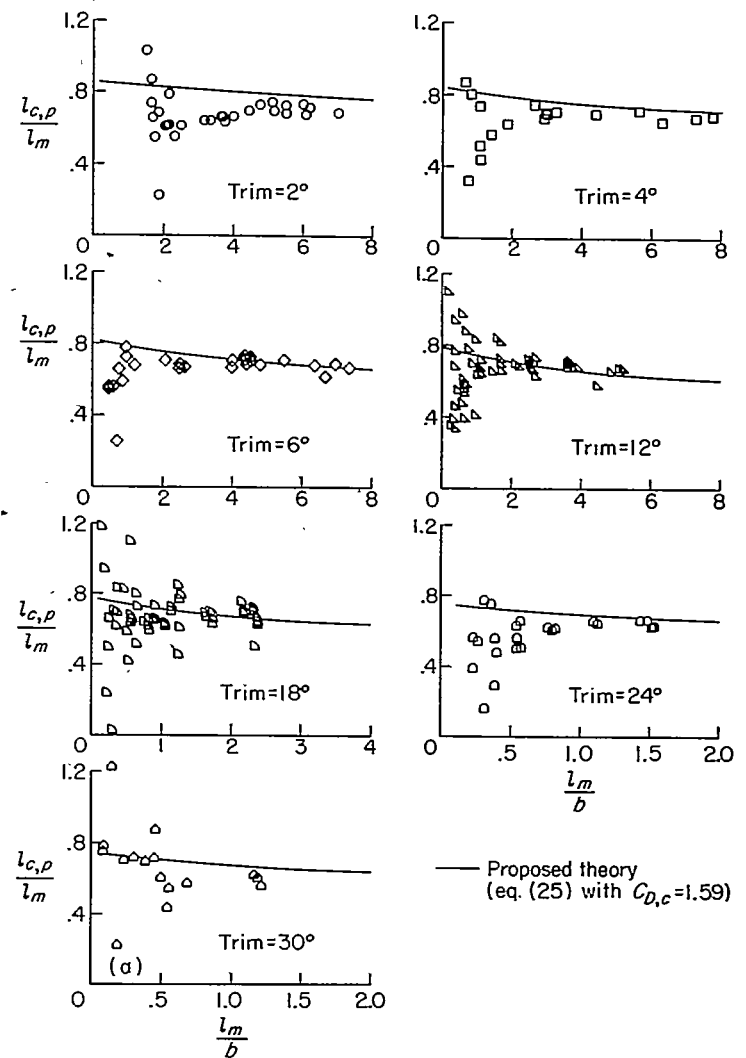 1.2
.8
.4
0
l_{c,p}/l_m
Trim=2°
2 4 6 8
1.2
.8
.4
0
Trim=4°
2 4 6 8
1.2
.8
.4
0
l_{c,p}/l_m
Trim=6°
2 4 6 8
1.2
.8
.4
0
Trim=12°
2 4 6 8
1.2
.8
.4
0
l_{c,p}/l_m
Trim=18°
1 2 3 4
1.2
.8
.4
0
Trim=24°
.5 1.0 1.5 2.0
l_m/b
1.2
.8
.4
0
l_{c,p}/l_m
Trim=30°
(a)
.5 1.0 1.5 2.0
l_m/b
Proposed theory
(eq. (25) with C_{D,c}=1.59)